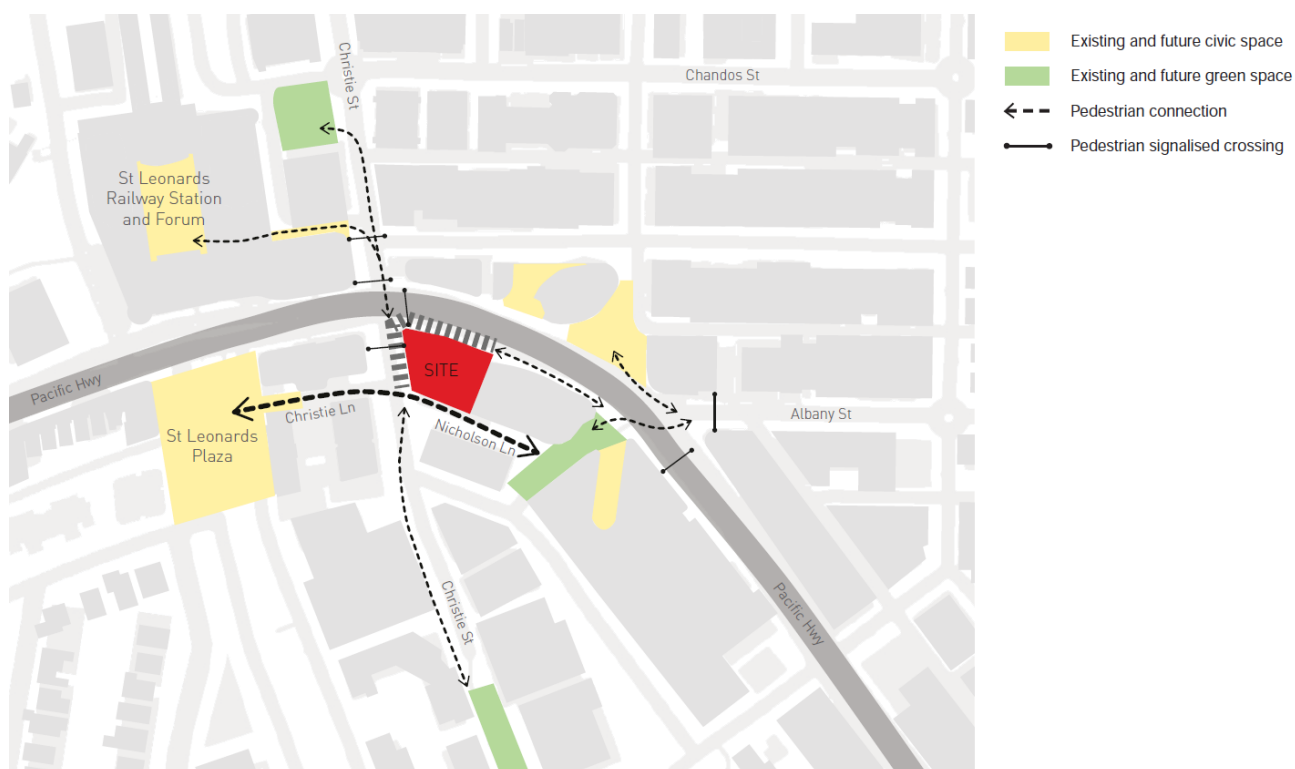 Christie St
Chandos St
St Leonards
Railway Station
and Forum
SITE
Pacific Hwy
Christie Ln
Nicholson Ln
Albany St
St Leonards
Plaza
Christie St
Pacific Hwy
Existing and future civic space
Existing and future green space
Pedestrian connection
Pedestrian signalised crossing